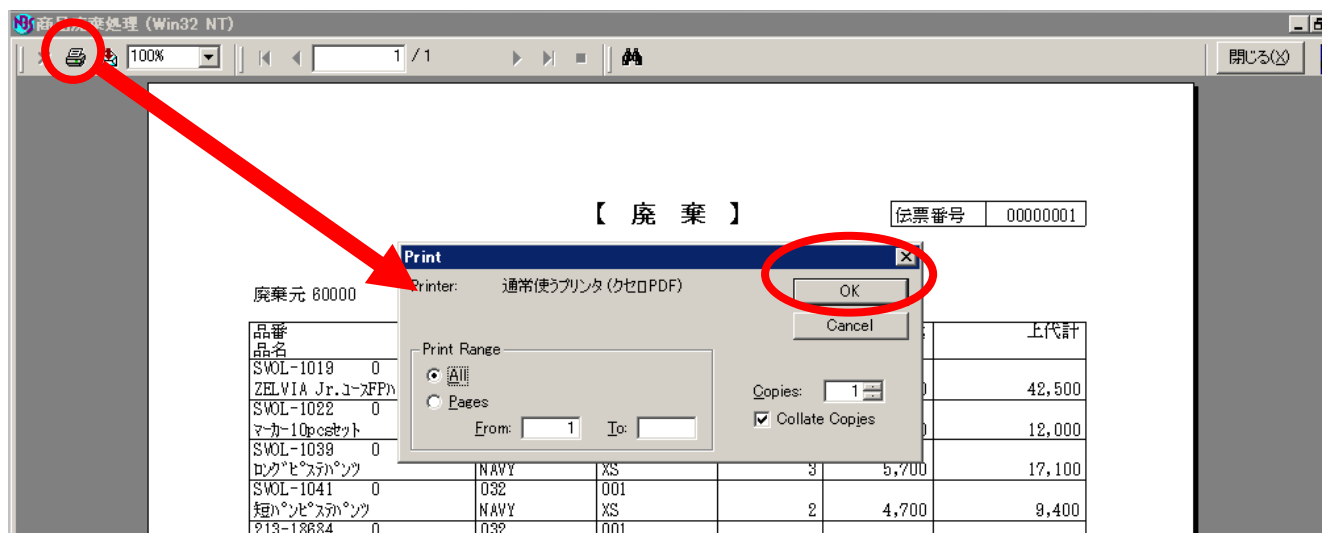 商品廃棄処理 (Win32 NT)
100% 1 / 1 閉じる(X)
【 廃 棄 】 伝票番号 00000001
Print
廃棄元 60000
Printer: 通常使うプリンタ (クセロPDF) OK
Cancel
品番 上代計
品名
Print Range
All
Pages
From: 1 To:
Copies: 1
Collate Copies
SVOL-1019 0
ZELVIA Jr.ユースFPハ 42,500
SVOL-1022 0
マーカー10pcsセット 12,000
SVOL-1039 0
ロングピステパンツ NAVY XS 3 5,700 17,100
SVOL-1041 0 032 001
短パンピステパンツ NAVY XS 2 4,700 9,400
213-18684 0 032 001